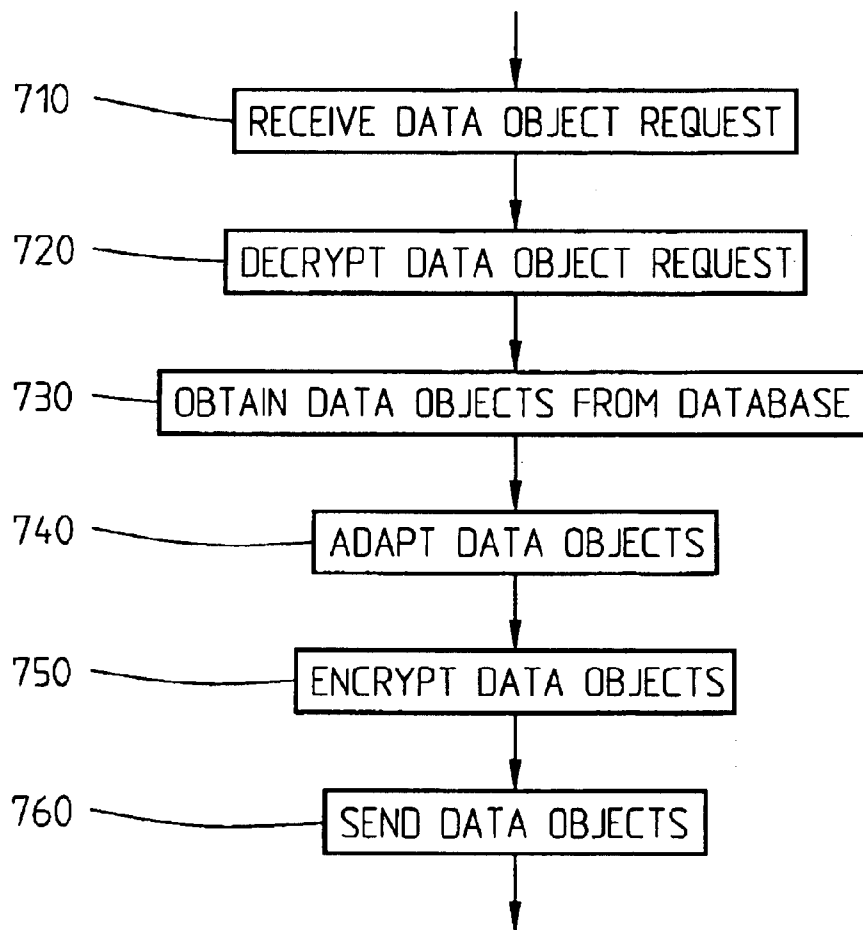 710 RECEIVE DATA OBJECT REQUEST
720 DECRYPT DATA OBJECT REQUEST
730 OBTAIN DATA OBJECTS FROM DATABASE
740 ADAPT DATA OBJECTS
750 ENCRYPT DATA OBJECTS
760 SEND DATA OBJECTS